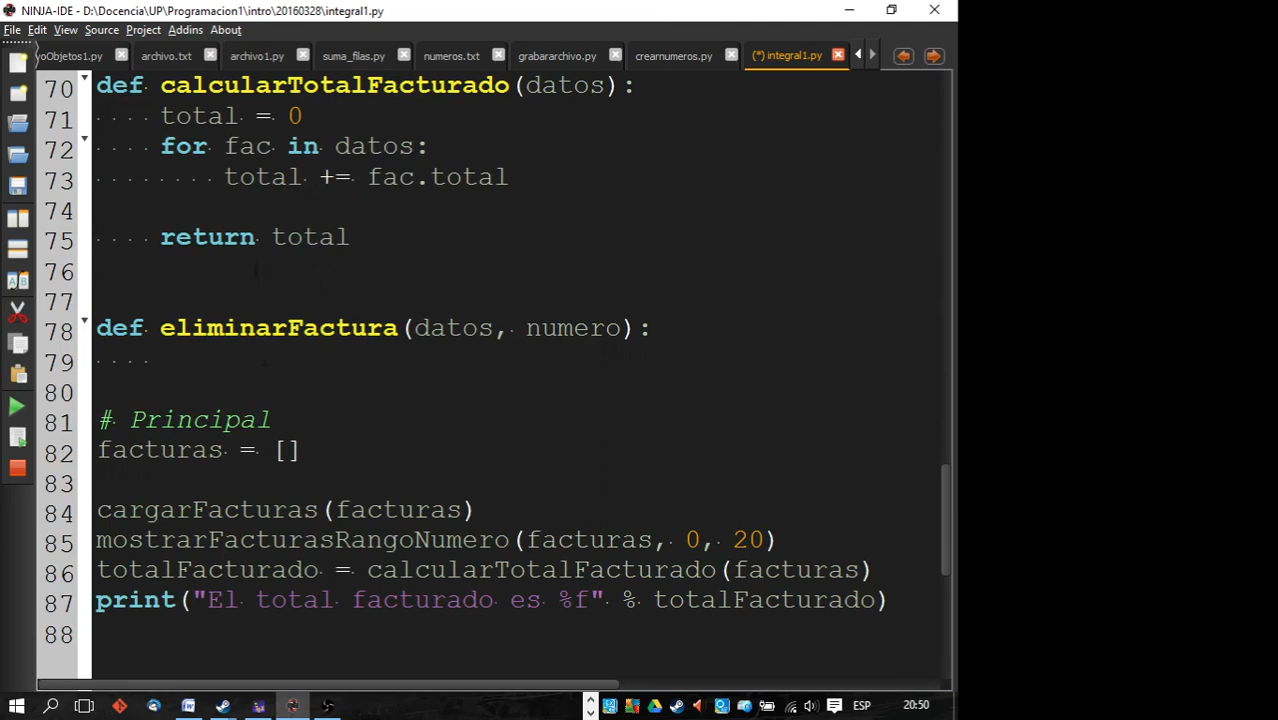 NINJA-IDE - D:\Docencia\UP\Programacion1\intro\20160328\integral1.py
File Edit View Source Project Addins About
yoObjetos1.py archivo.txt archivo1.py suma_filas.py numeros.txt grabararchivo.py crearnumeros.py (*) integral1.py
70 def calcularTotalFacturado(datos):
71 total = 0
72 for fac in datos:
73 total += fac.total
74
75 return total
76
77
78 def eliminarFactura(datos, numero):
79
80
81 # Principal
82 facturas = []
83
84 cargarFacturas(facturas)
85 mostrarFacturasRangoNumero(facturas, 0, 20)
86 totalFacturado = calcularTotalFacturado(facturas)
87 print("El total facturado es %f" % totalFacturado)
88
ESP 20:50